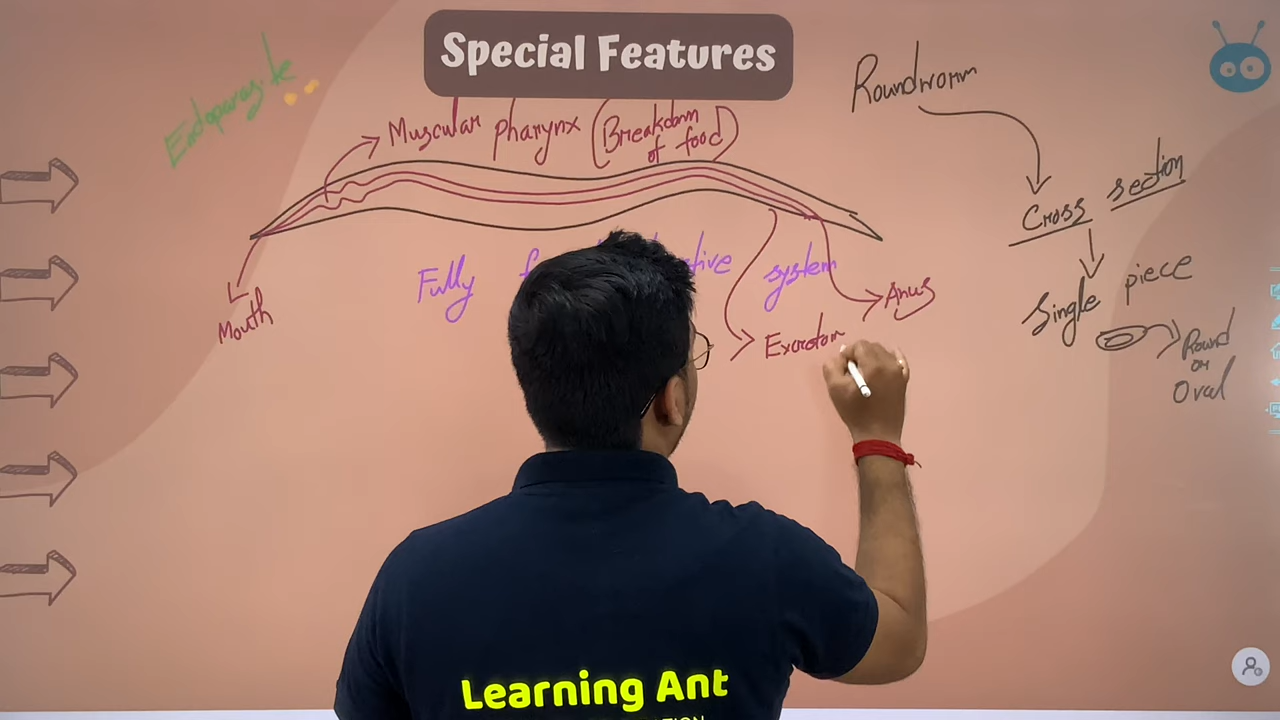 Special Features
Endoparasite
Roundworm
Muscular pharynx (Breakdown
of food)
Cross section
Fully
system
Single piece
Anus
Mouth
Round
or
Oval
Learning Ant